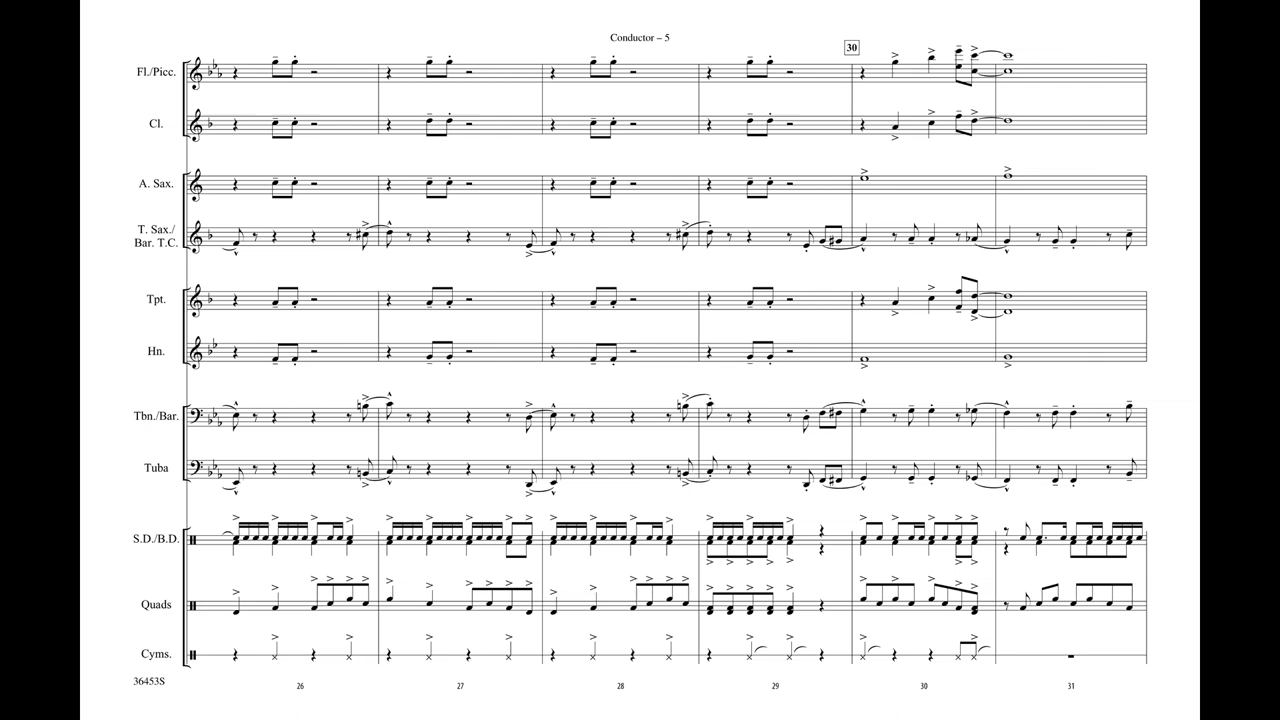 Conductor – 5
30
Fl./Picc.
Cl.
A. Sax.
T. Sax./
Bar. T.C.
Tpt.
Hn.
Tbn./Bar.
Tuba
S.D./B.D.
Quads
Cyms.
36453S
26 27 28 29 30 31